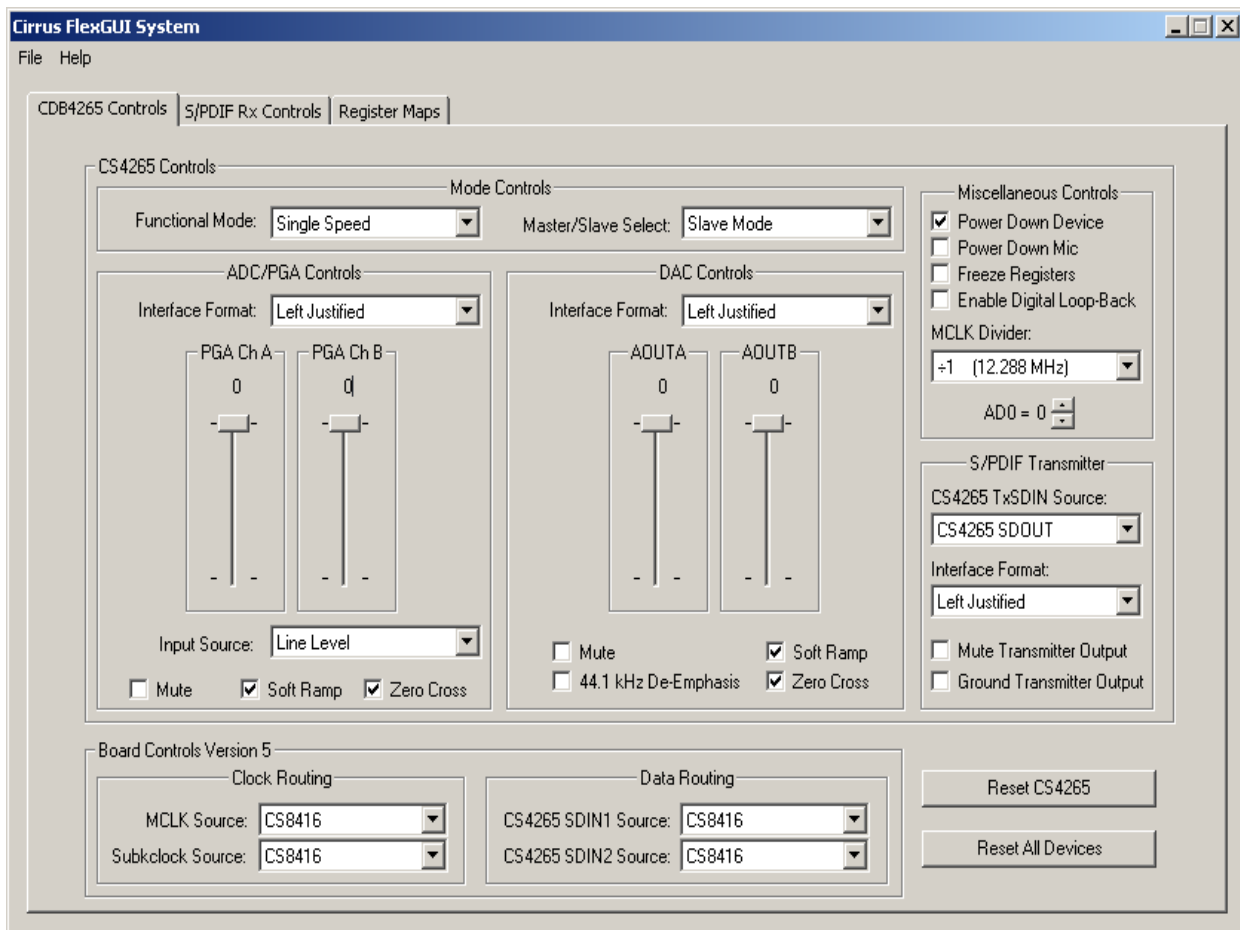 Cirrus FlexGUI System
File Help
CDB4265 Controls S/PDIF Rx Controls Register Maps
CS4265 Controls
Mode Controls
Functional Mode: Single Speed
Master/Slave Select: Slave Mode
ADC/PGA Controls
Interface Format: Left Justified
PGA Ch A PGA Ch B
0 0
Input Source: Line Level
Mute Soft Ramp Zero Cross
DAC Controls
Interface Format: Left Justified
AOUTA AOUTB
0 0
Mute Soft Ramp
44.1 kHz De-Emphasis Zero Cross
Miscellaneous Controls
Power Down Device
Power Down Mic
Freeze Registers
Enable Digital Loop-Back
MCLK Divider:
÷1 (12.288 MHz)
AD0 = 0
S/PDIF Transmitter
CS4265 TxSDIN Source:
CS4265 SDOUT
Interface Format:
Left Justified
Mute Transmitter Output
Ground Transmitter Output
Board Controls Version 5
Clock Routing
MCLK Source: CS8416
Subkclock Source: CS8416
Data Routing
CS4265 SDIN1 Source: CS8416
CS4265 SDIN2 Source: CS8416
Reset CS4265
Reset All Devices